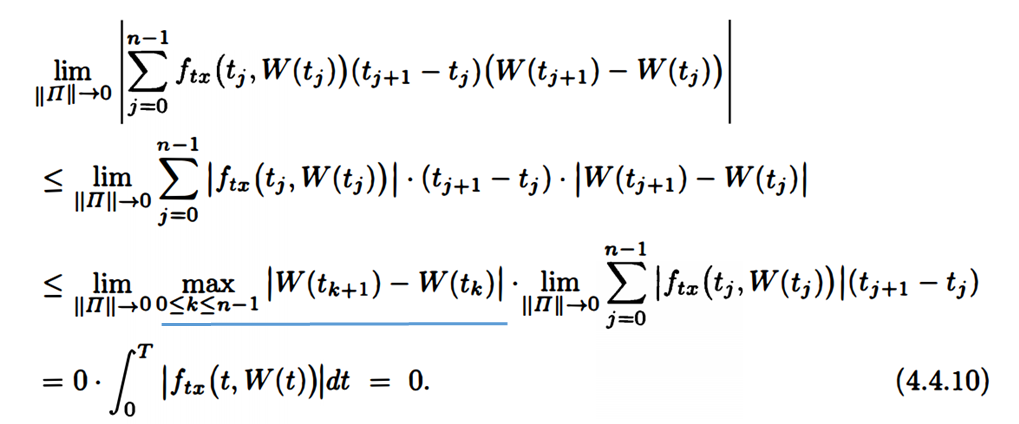 lim_{‖Π‖→0} |∑_{j=0}^{n−1} f_{tx}(t_j, W(t_j))(t_{j+1} − t_j)(W(t_{j+1}) − W(t_j))|
≤ lim_{‖Π‖→0} ∑_{j=0}^{n−1} |f_{tx}(t_j, W(t_j))| · (t_{j+1} − t_j) · |W(t_{j+1}) − W(t_j)|
≤ lim_{‖Π‖→0} max_{0≤k≤n−1} |W(t_{k+1}) − W(t_k)| · lim_{‖Π‖→0} ∑_{j=0}^{n−1} |f_{tx}(t_j, W(t_j))|(t_{j+1} − t_j)
= 0 · ∫_0^T |f_{tx}(t, W(t))|dt = 0. (4.4.10)